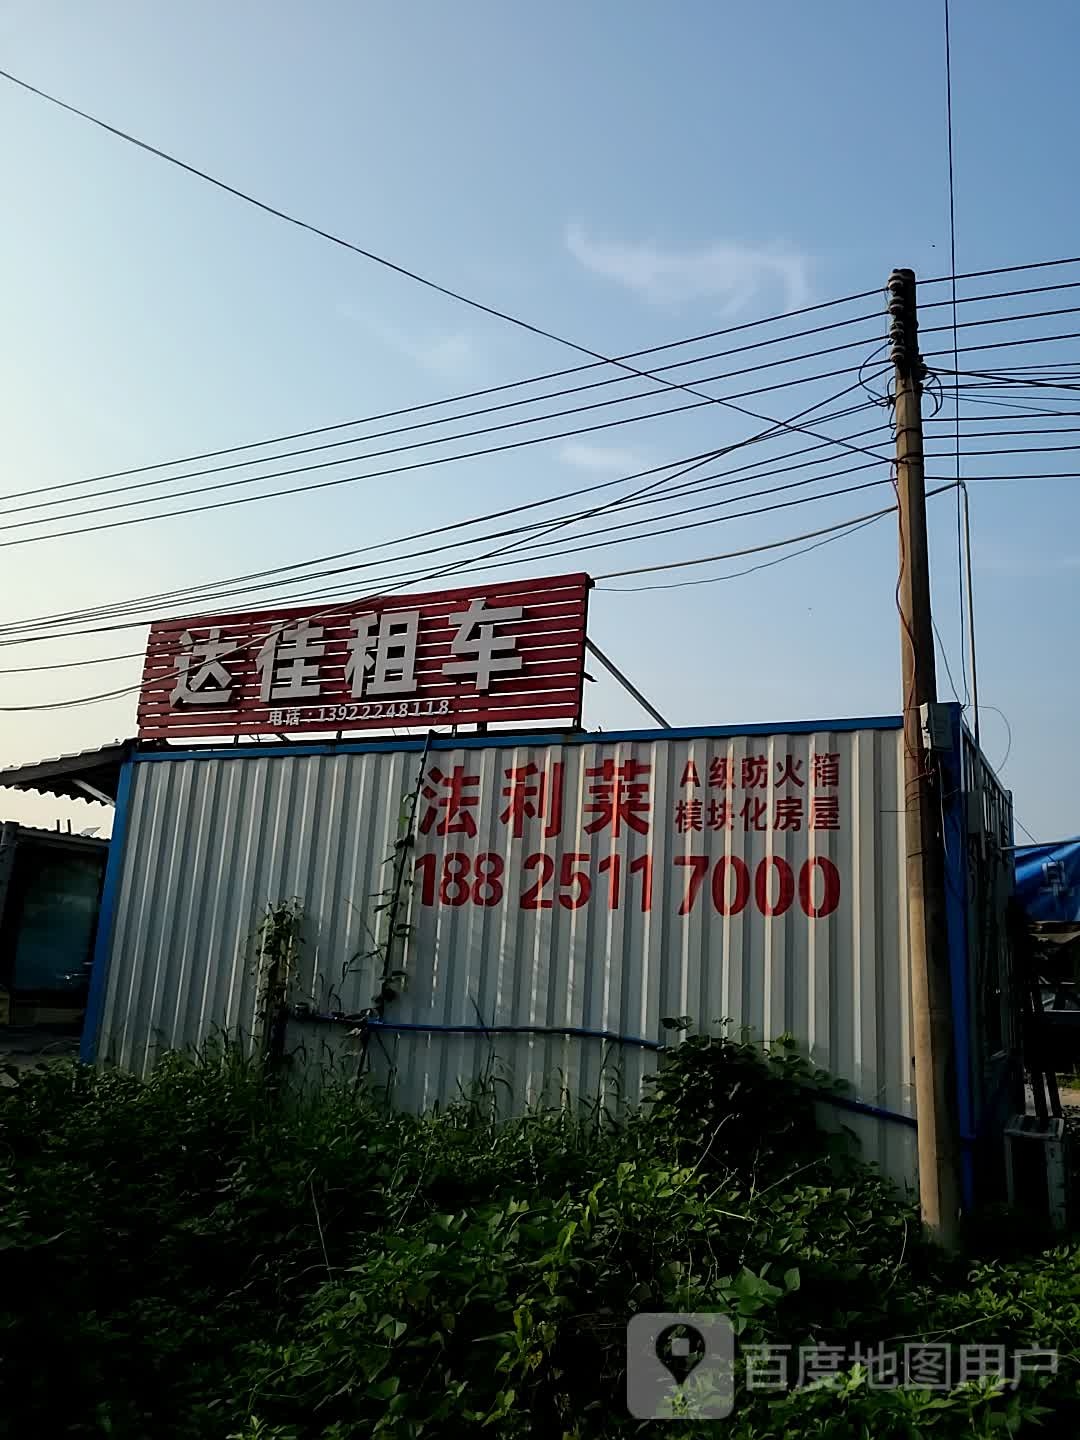 达佳租车
电话：13922248118
法利莱
A级防火箱
模块化房屋
188 2511 7000
百度地图用户